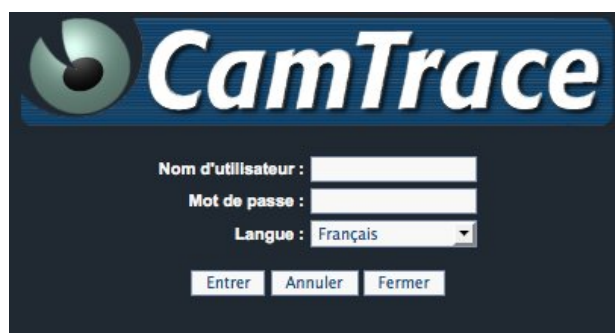 CamTrace
Nom d'utilisateur :
Mot de passe :
Langue : Français
Entrer Annuler Fermer